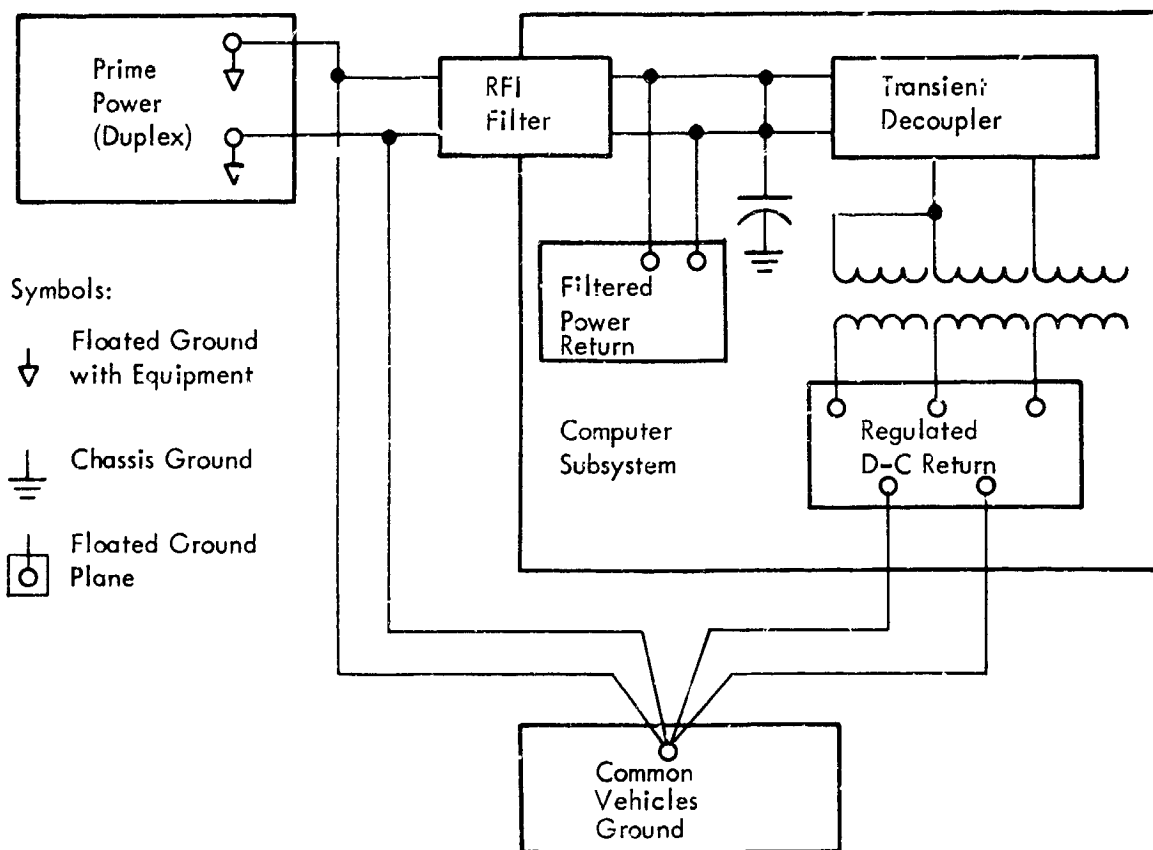 Prime
Power
(Duplex)
RFI
Filter
Transient
Decoupler
Filtered
Power
Return
Symbols:
Floated Ground
with Equipment
Chassis Ground
Floated Ground
Plane
Computer
Subsystem
Regulated
D-C Return
Common
Vehicles
Ground